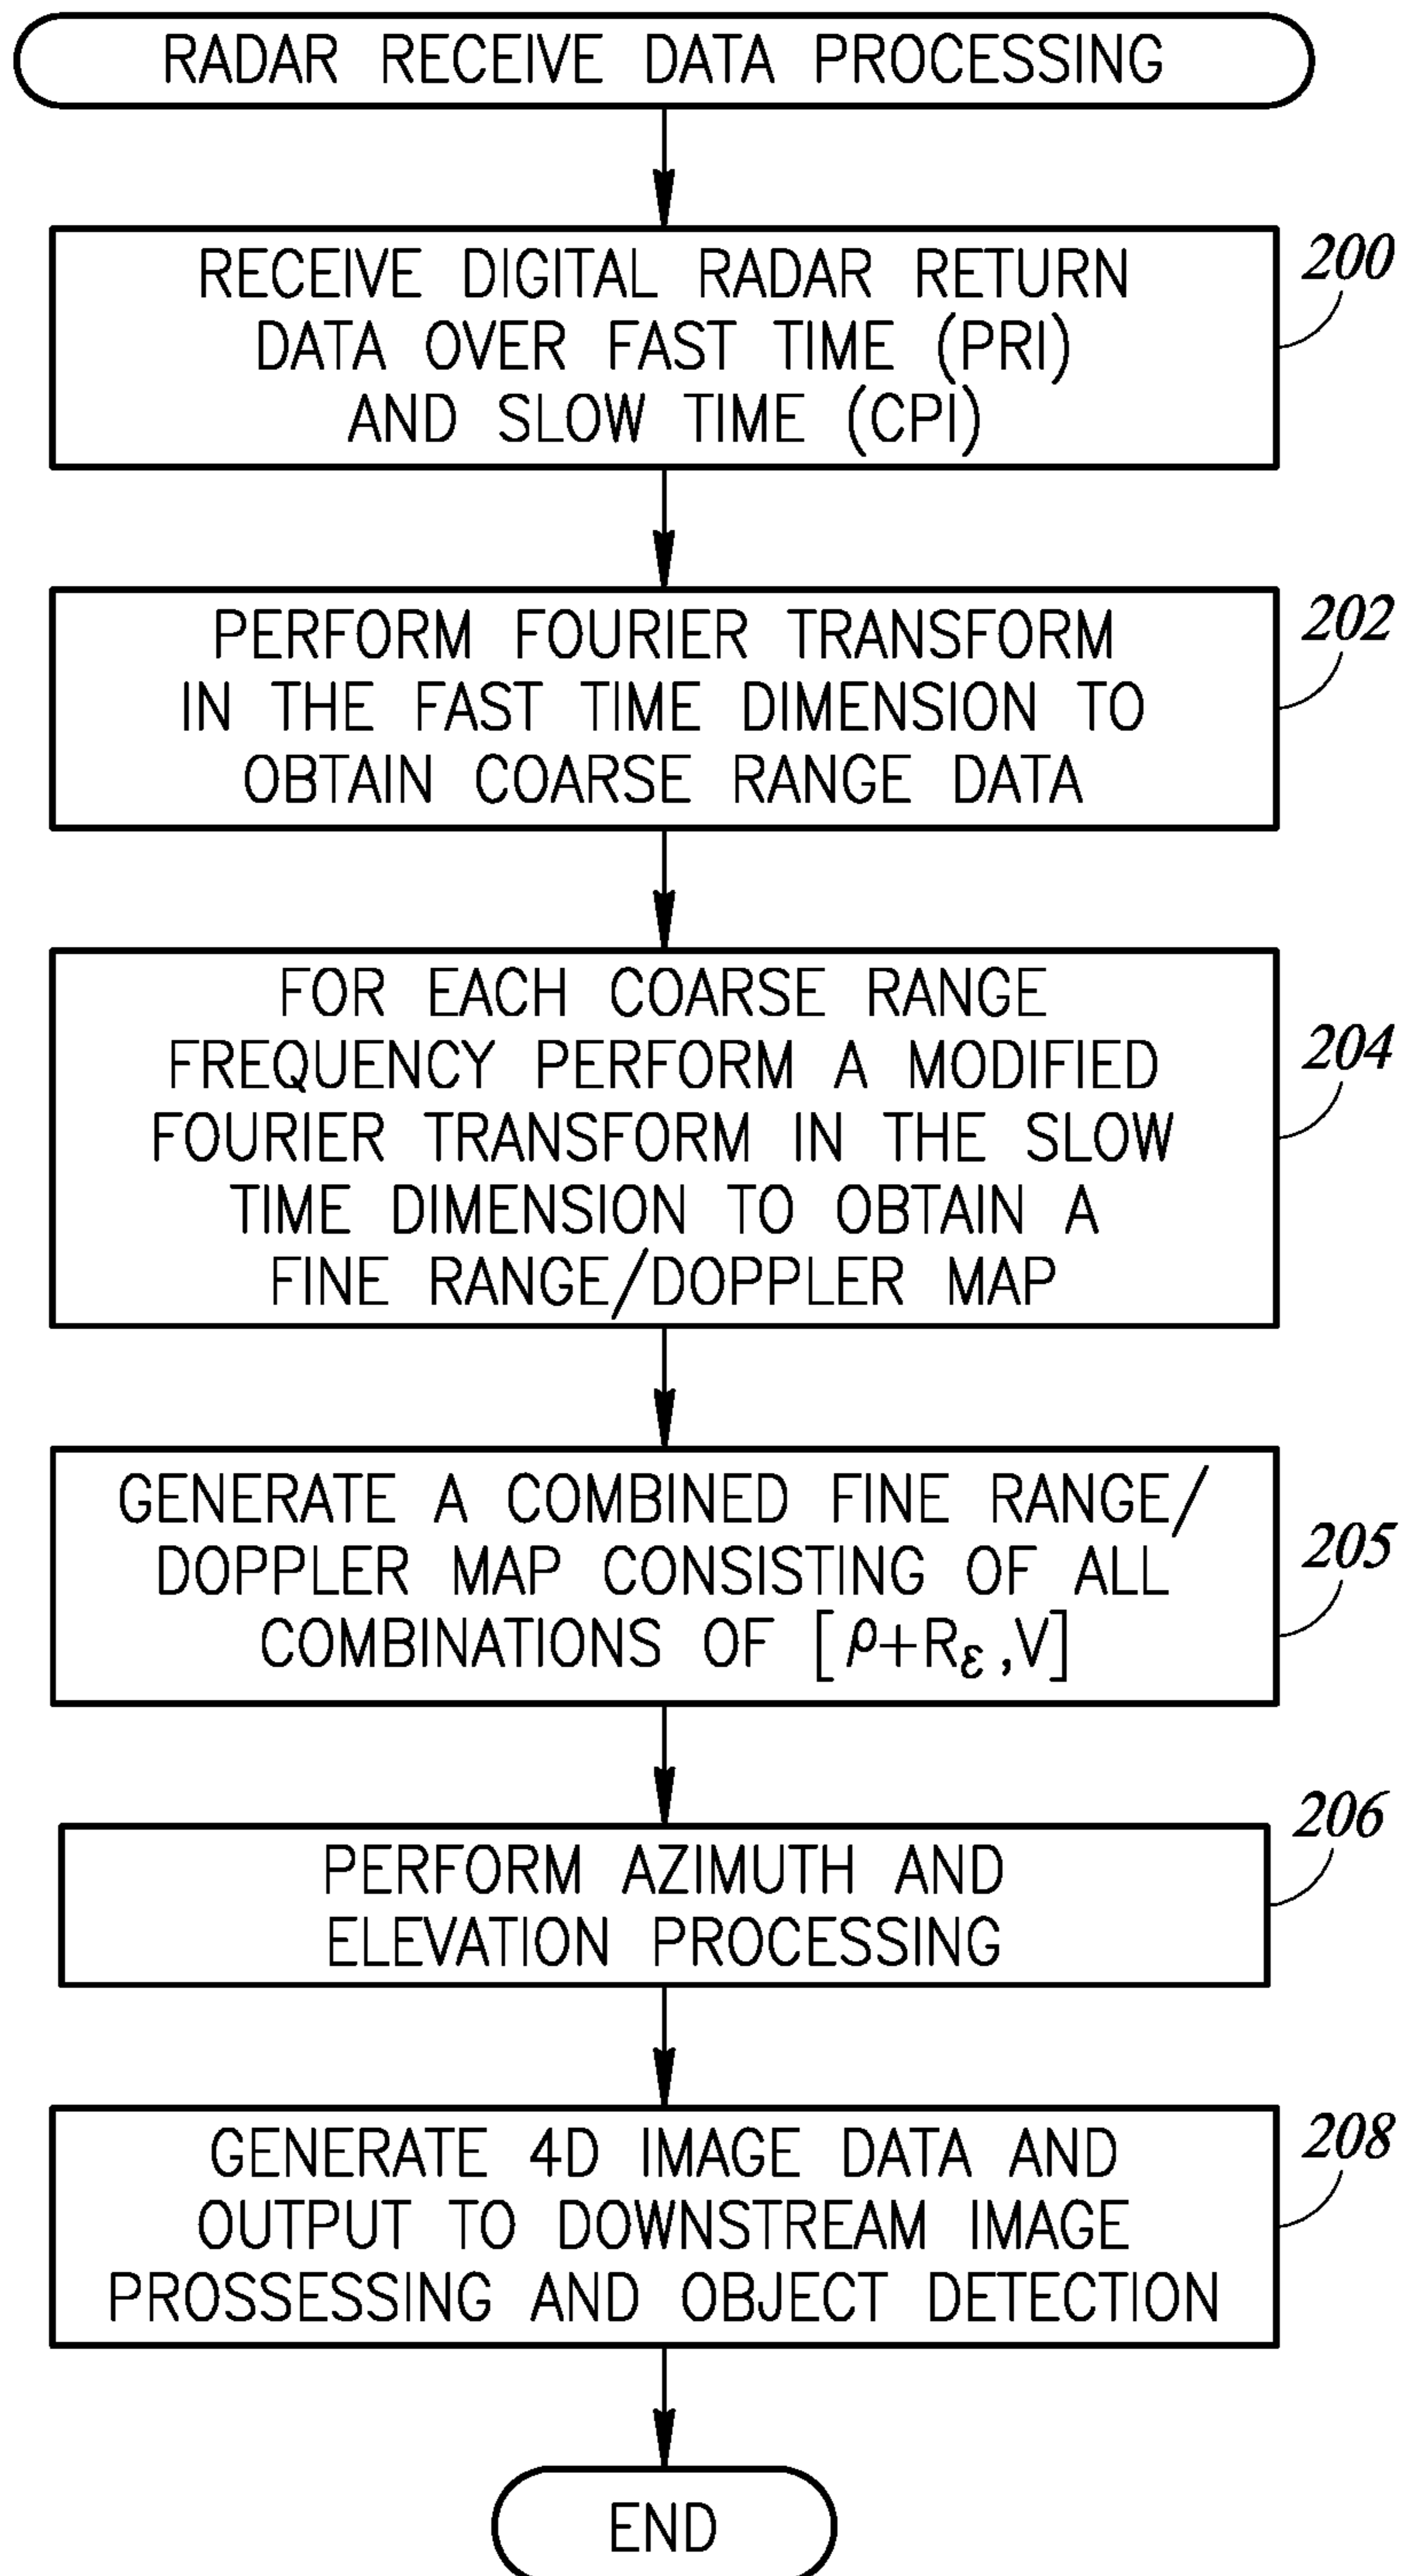 RADAR RECEIVE DATA PROCESSING
RECEIVE DIGITAL RADAR RETURN
DATA OVER FAST TIME (PRI)
AND SLOW TIME (CPI)
200
PERFORM FOURIER TRANSFORM
IN THE FAST TIME DIMENSION TO
OBTAIN COARSE RANGE DATA
202
FOR EACH COARSE RANGE
FREQUENCY PERFORM A MODIFIED
FOURIER TRANSFORM IN THE SLOW
TIME DIMENSION TO OBTAIN A
FINE RANGE/DOPPLER MAP
204
GENERATE A COMBINED FINE RANGE/
DOPPLER MAP CONSISTING OF ALL
COMBINATIONS OF [ρ+Rε,V]
205
PERFORM AZIMUTH AND
ELEVATION PROCESSING
206
GENERATE 4D IMAGE DATA AND
OUTPUT TO DOWNSTREAM IMAGE
PROSSESSING AND OBJECT DETECTION
208
END